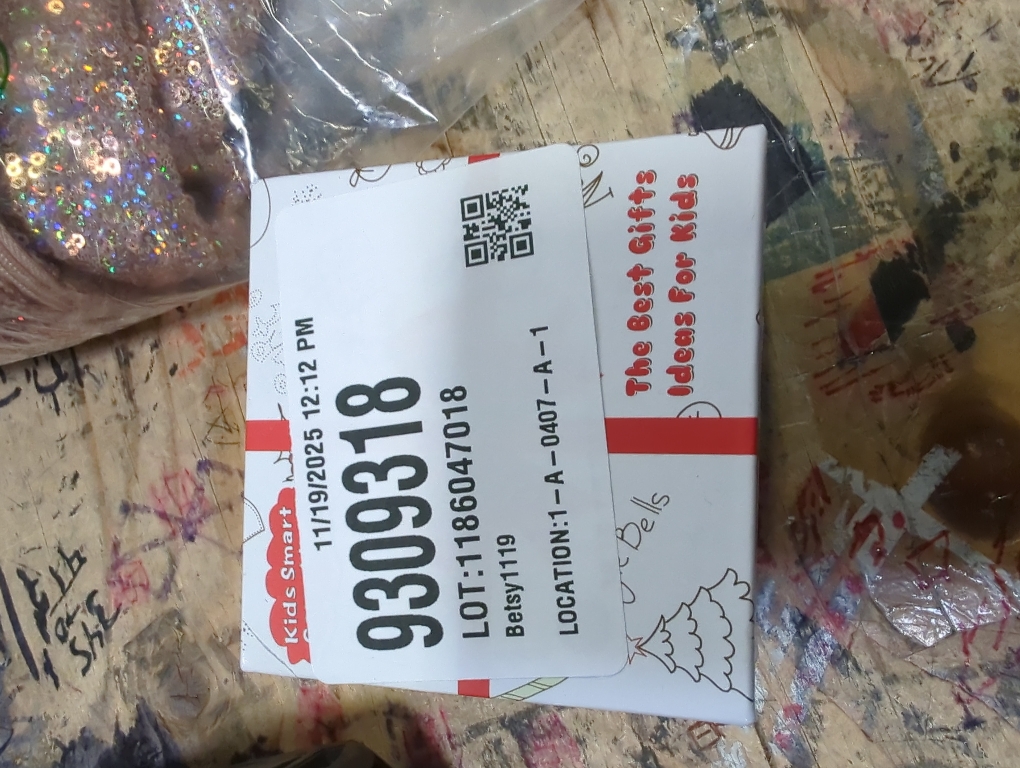 Kids Smart
11/19/2025 12:12 PM
9309318
LOT:1186047018
Betsy1119
LOCATION:1-A-0407-A-1
The Best Gifts
Ideas For Kids
Bells